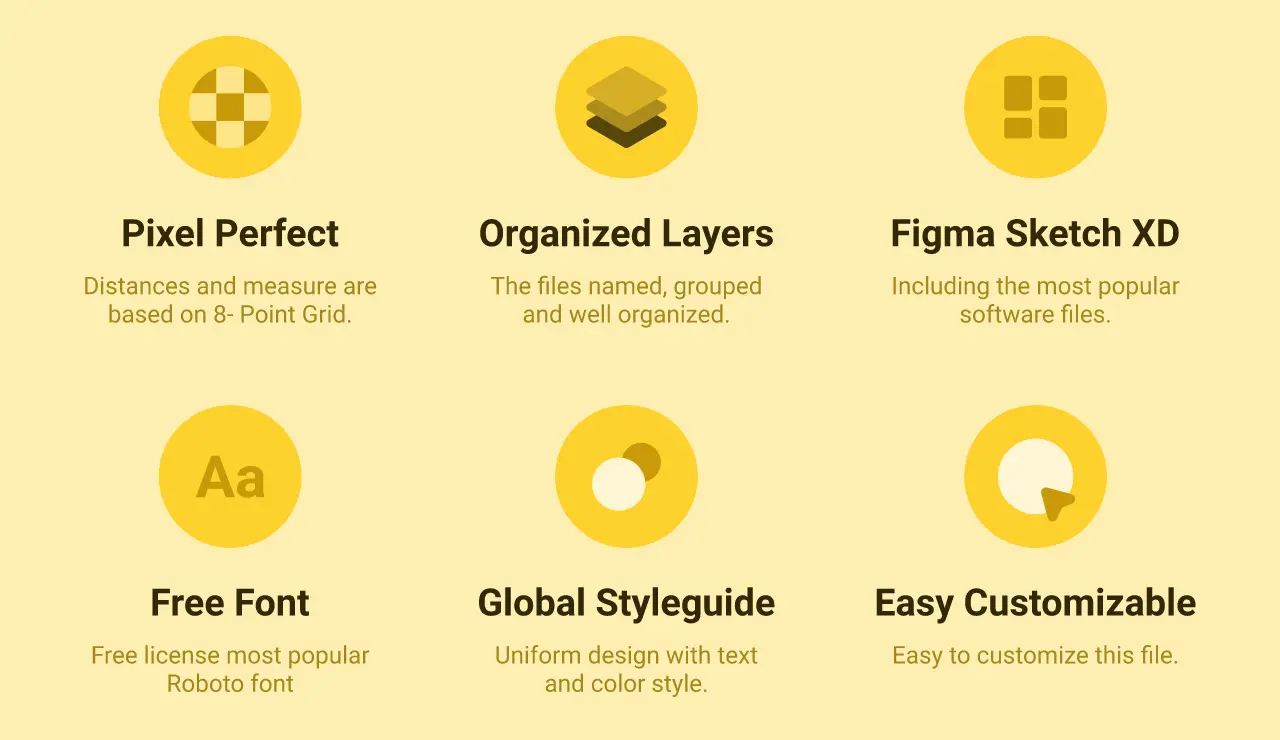 Pixel Perfect
Distances and measure are
based on 8- Point Grid.
Organized Layers
The files named, grouped
and well organized.
Figma Sketch XD
Including the most popular
software files.
Aa
Free Font
Free license most popular
Roboto font
Global Styleguide
Uniform design with text
and color style.
Easy Customizable
Easy to customize this file.